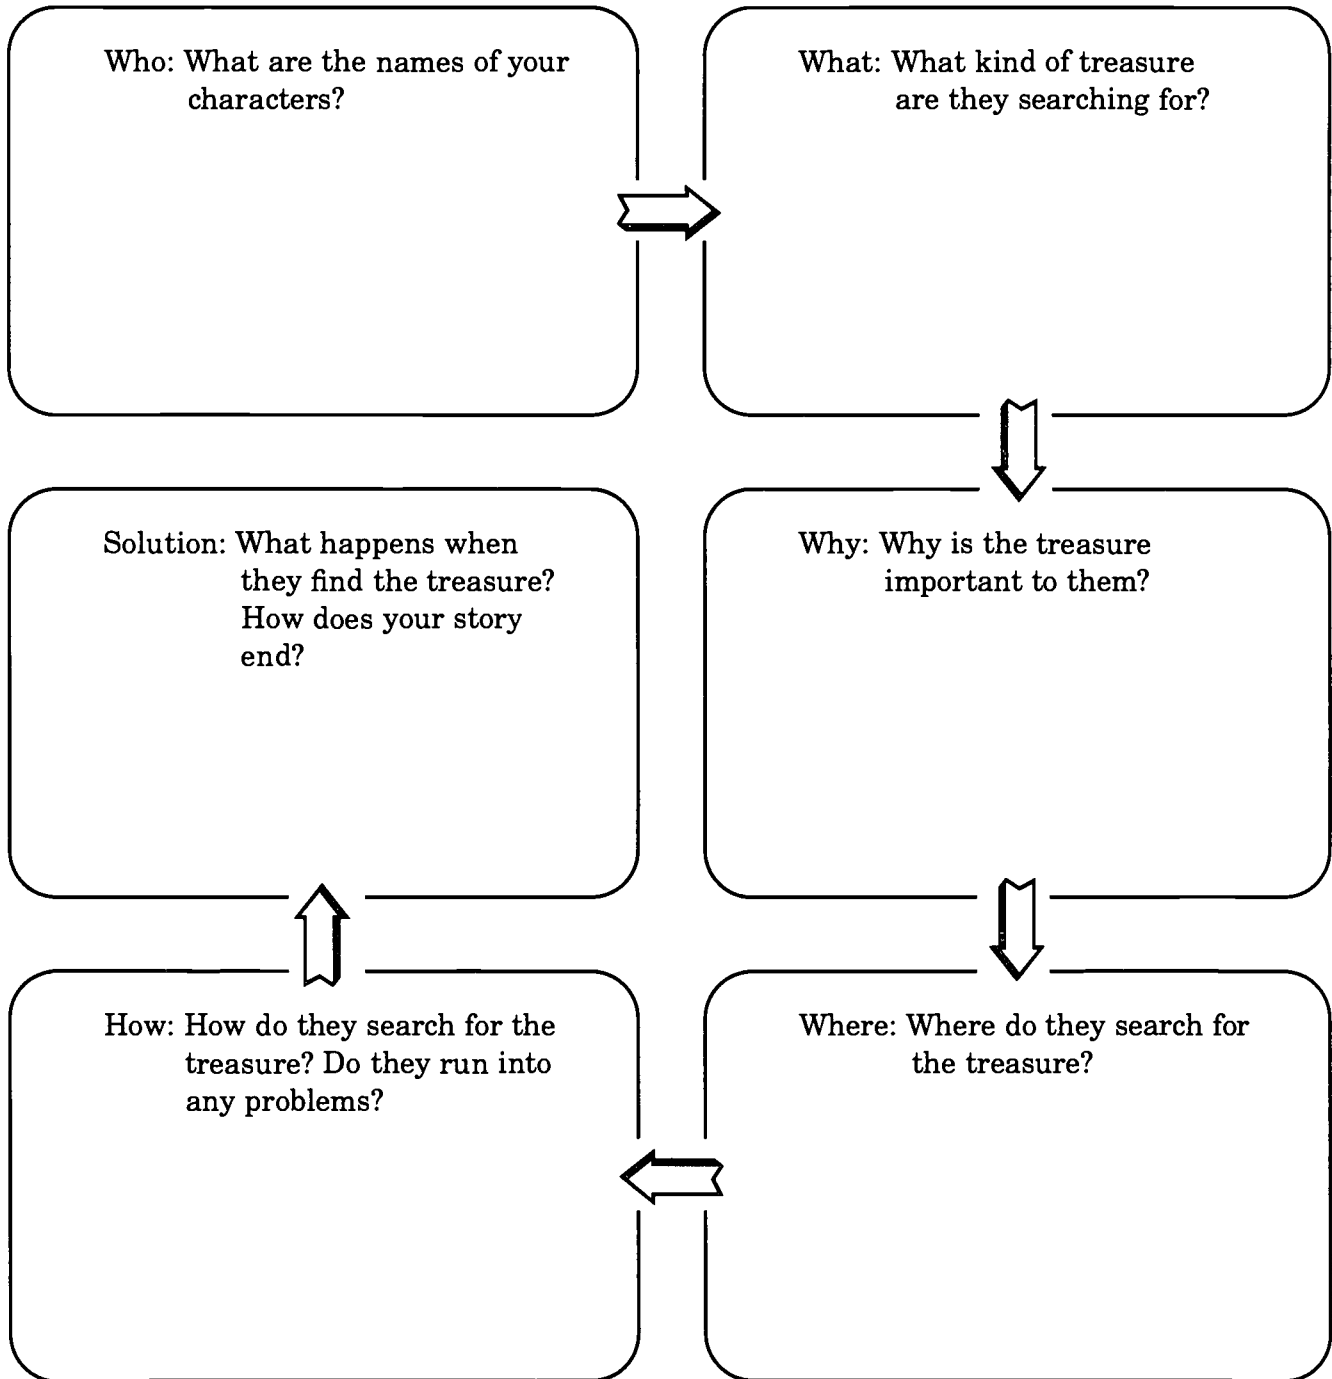 Who: What are the names of your
characters?
What: What kind of treasure
are they searching for?
Why: Why is the treasure
important to them?
Where: Where do they search for
the treasure?
How: How do they search for the
treasure? Do they run into
any problems?
Solution: What happens when
they find the treasure?
How does your story
end?